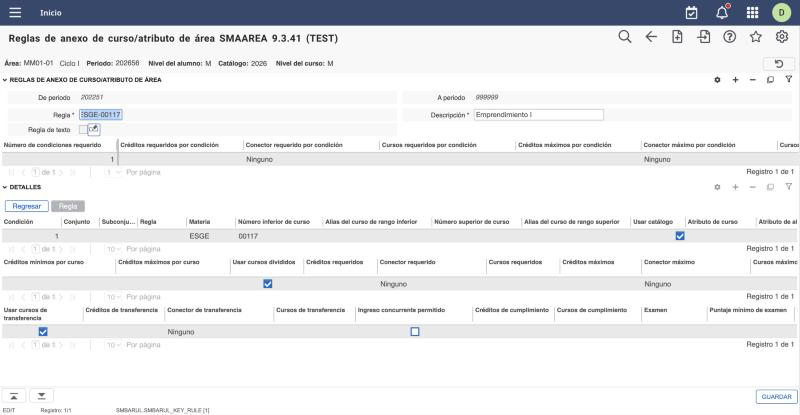 Inicio
D
Reglas de anexo de curso/atributo de área SMAAREA 9.3.41 (TEST)
Área: MM01-01 Ciclo I Periodo: 202656 Nivel del alumno: M Catálogo: 2026 Nivel del curso: M
REGLAS DE ANEXO DE CURSO/ATRIBUTO DE ÁREA
De periodo 202251 A periodo 999999
Regla * ESGE-00117 Descripción * Emprendimiento I
Regla de texto
Número de condiciones requerido Créditos requeridos por condición Conector requerido por condición Cursos requeridos por condición Créditos máximos por condición Conector máximo por condición Cursos
1 Ninguno Ninguno
1 de 1 1 Por página Registro 1 de 1
DETALLES
Regresar Regla
Condición Conjunto Subconju... Regla Materia Número inferior de curso Alias del curso de rango inferior Número superior de curso Alias del curso de rango superior Usar catálogo Atributo de curso Atributo de al
1 ESGE 00117
1 de 1 10 Por página Registro 1 de 1
Créditos mínimos por curso Créditos máximos por curso Usar cursos divididos Créditos requeridos Conector requerido Cursos requeridos Créditos máximos Conector máximo Cursos máximo
Ninguno Ninguno
1 de 1 10 Por página Registro 1 de 1
Usar cursos de transferencia Créditos de transferencia Conector de transferencia Cursos de transferencia Ingreso concurrente permitido Créditos de cumplimiento Cursos de cumplimiento Examen Puntaje mínimo de examen
Ninguno
1 de 1 10 Por página Registro 1 de 1
GUARDAR
EDIT Registro: 1/1 SMBARUL.SMBARUL_KEY_RULE [1]